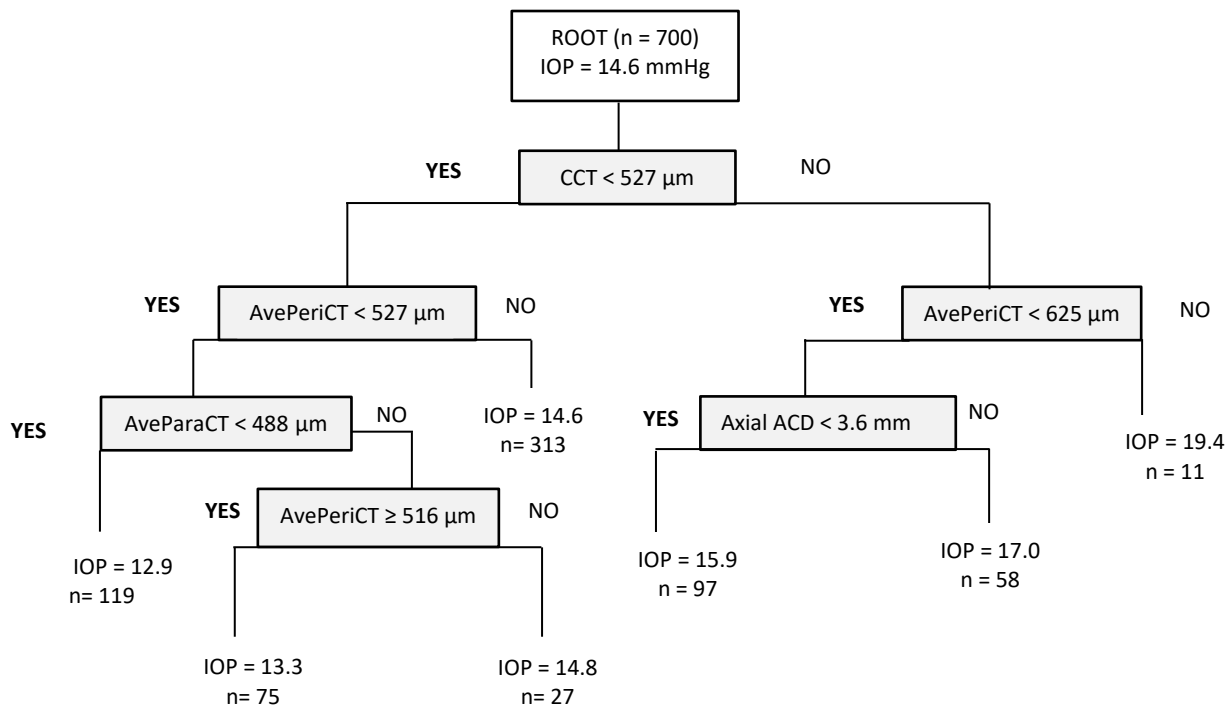 ROOT (n = 700)
IOP = 14.6 mmHg
YES
CCT < 527 µm
NO
YES
AvePeriCT < 527 µm
NO
YES
AvePeriCT < 625 µm
NO
YES
AveParaCT < 488 µm
NO
IOP = 14.6
n= 313
YES
Axial ACD < 3.6 mm
NO
IOP = 19.4
n = 11
YES
AvePeriCT ≥ 516 µm
NO
IOP = 12.9
n= 119
IOP = 15.9
n = 97
IOP = 17.0
n = 58
IOP = 13.3
n= 75
IOP = 14.8
n= 27